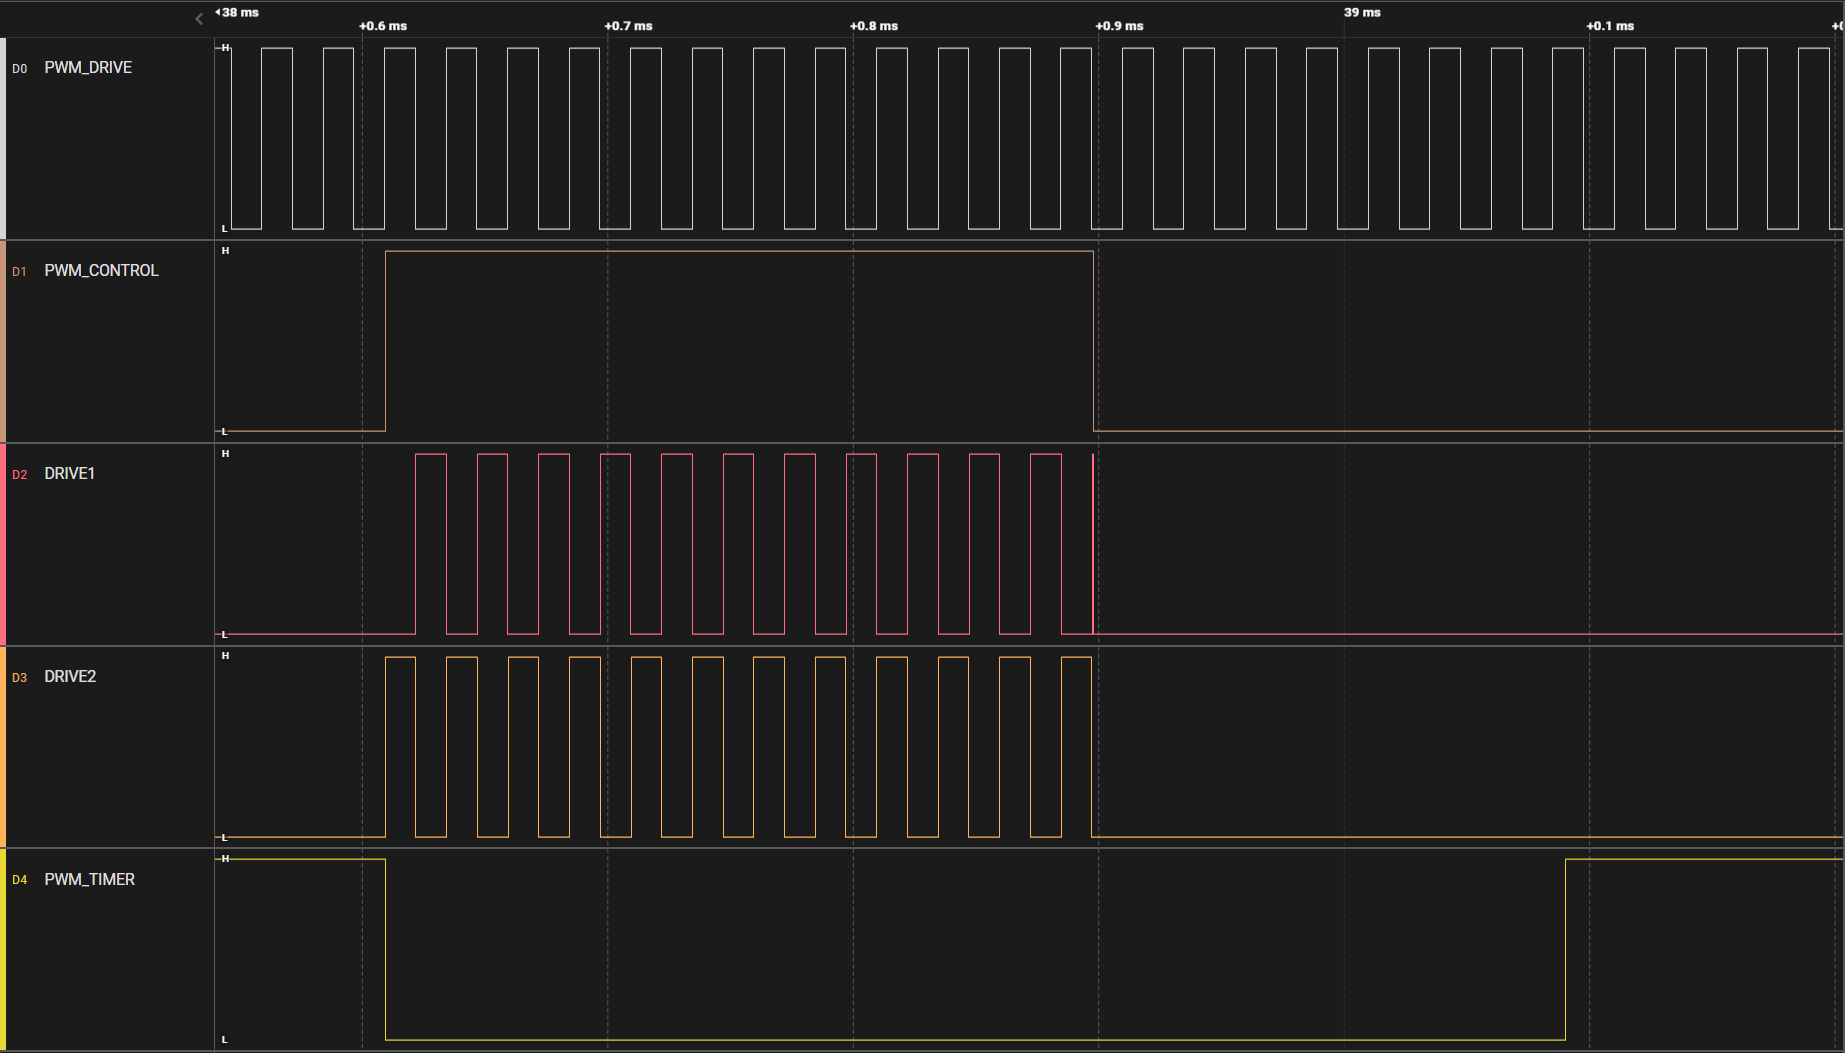 38 ms
39 ms
+0.6 ms +0.7 ms +0.8 ms +0.9 ms +0.1 ms
H
D0 PWM_DRIVE
L
H
D1 PWM_CONTROL
L
H
D2 DRIVE1
L
H
D3 DRIVE2
L
H
D4 PWM_TIMER
L